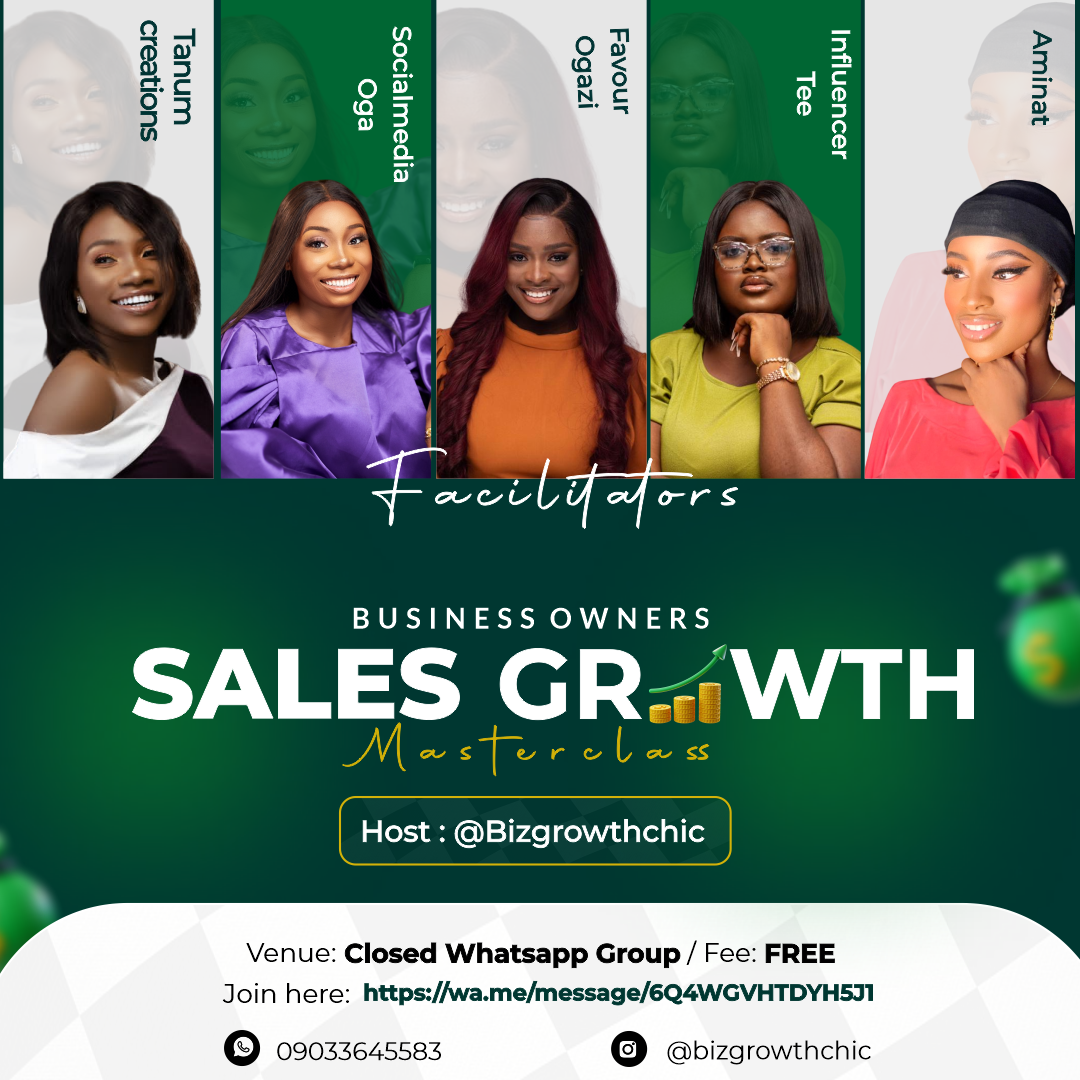 Tanum
creations
Socialmedia
Oga
Favour
Ogazi
Influencer
Tee
Aminat
Facilitators
BUSINESS OWNERS
SALES GROWTH
Masterclass
Host : @Bizgrowthchic
Venue: Closed Whatsapp Group / Fee: FREE
Join here: https://wa.me/message/6Q4WGVHTDYH5J1
09033645583
@bizgrowthchic